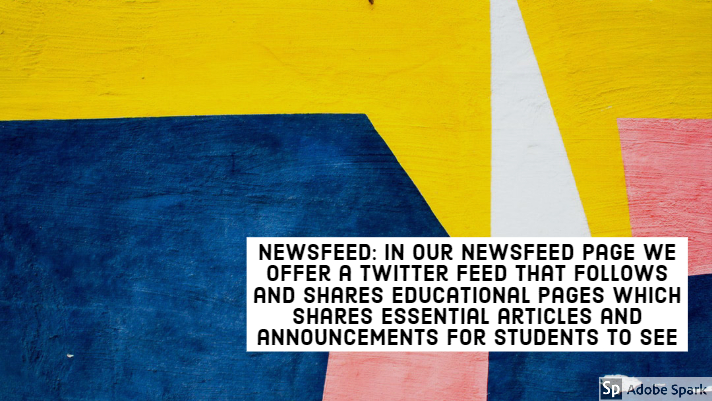 NEWSFEED: IN OUR NEWSFEED PAGE WE
OFFER A TWITTER FEED THAT FOLLOWS
AND SHARES EDUCATIONAL PAGES WHICH
SHARES ESSENTIAL ARTICLES AND
ANNOUNCEMENTS FOR STUDENTS TO SEE
Sp Adobe Spark